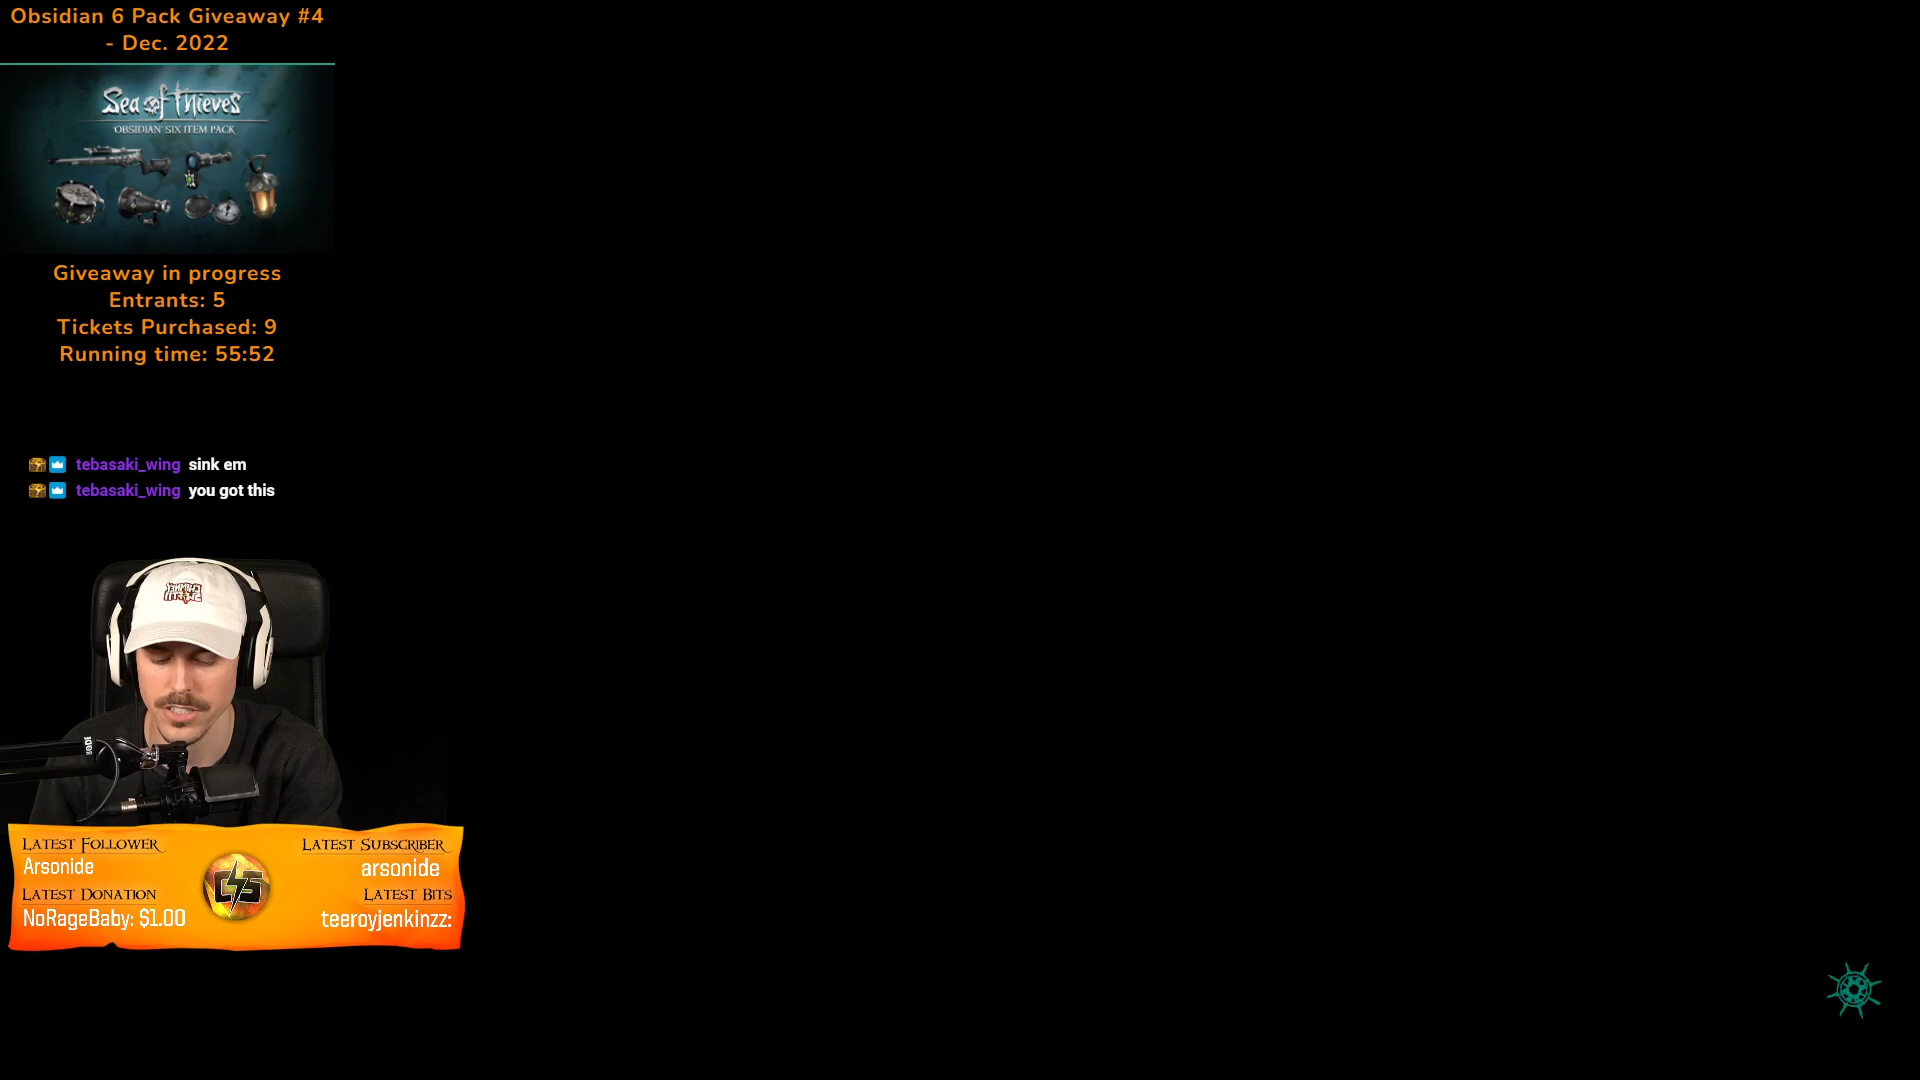 Obsidian 6 Pack Giveaway #4
- Dec. 2022
Sea of Thieves
OBSIDIAN SIX ITEM PACK
Giveaway in progress
Entrants: 5
Tickets Purchased: 9
Running time: 55:52
tebasaki_wing sink em
tebasaki_wing you got this
RØDE
LATEST FOLLOWER
Arsonide
LATEST DONATION
NoRageBaby: $1.00
CS
LATEST SUBSCRIBER
arsonide
LATEST BITS
teeroyjenkinzz: